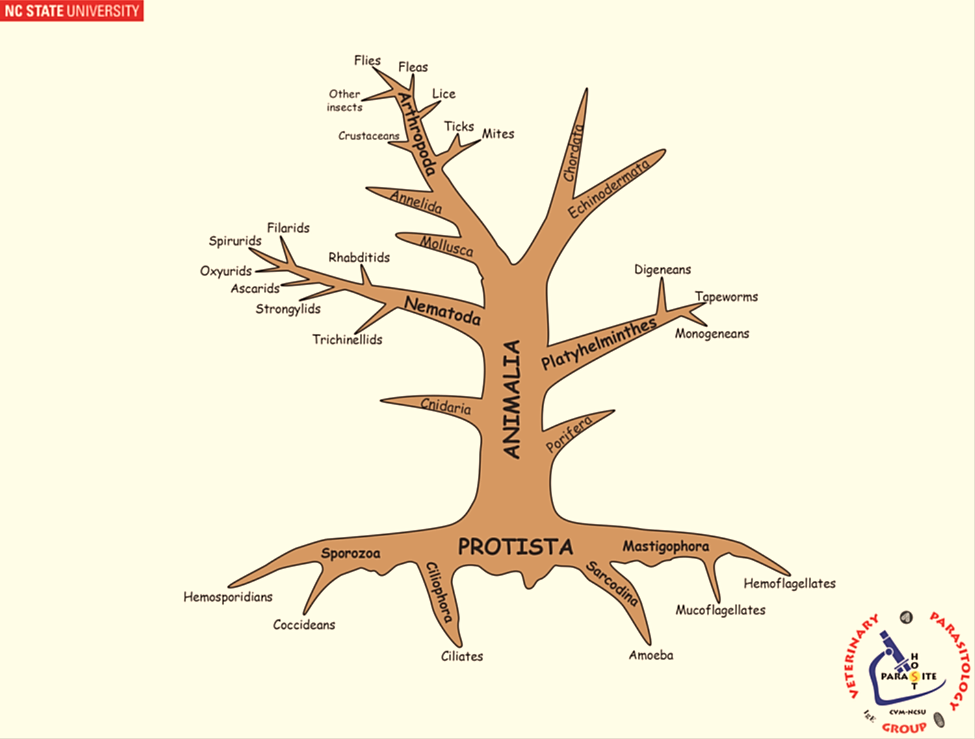 NC STATE UNIVERSITY
Flies
Fleas
Other
insects
Lice
Arthropoda
Crustaceans
Ticks
Mites
Chordata
Echinodermata
Annelida
Mollusca
Filarids
Spirurids
Rhabditids
Oxyurids
Ascarids
Strongylids
Trichinellids
Nematoda
Digeneans
Tapeworms
Monogeneans
Platyhelminthes
ANIMALIA
Cnidaria
Porifera
PROTISTA
Sporozoa
Mastigophora
Ciliophora
Sarcodina
Hemosporidians
Coccideans
Ciliates
Amoeba
Mucoflagellates
Hemoflagellates
VETERINARY
PARASITOLOGY
GROUP
HOST
PARASITE
CVM-NCSU
IgE